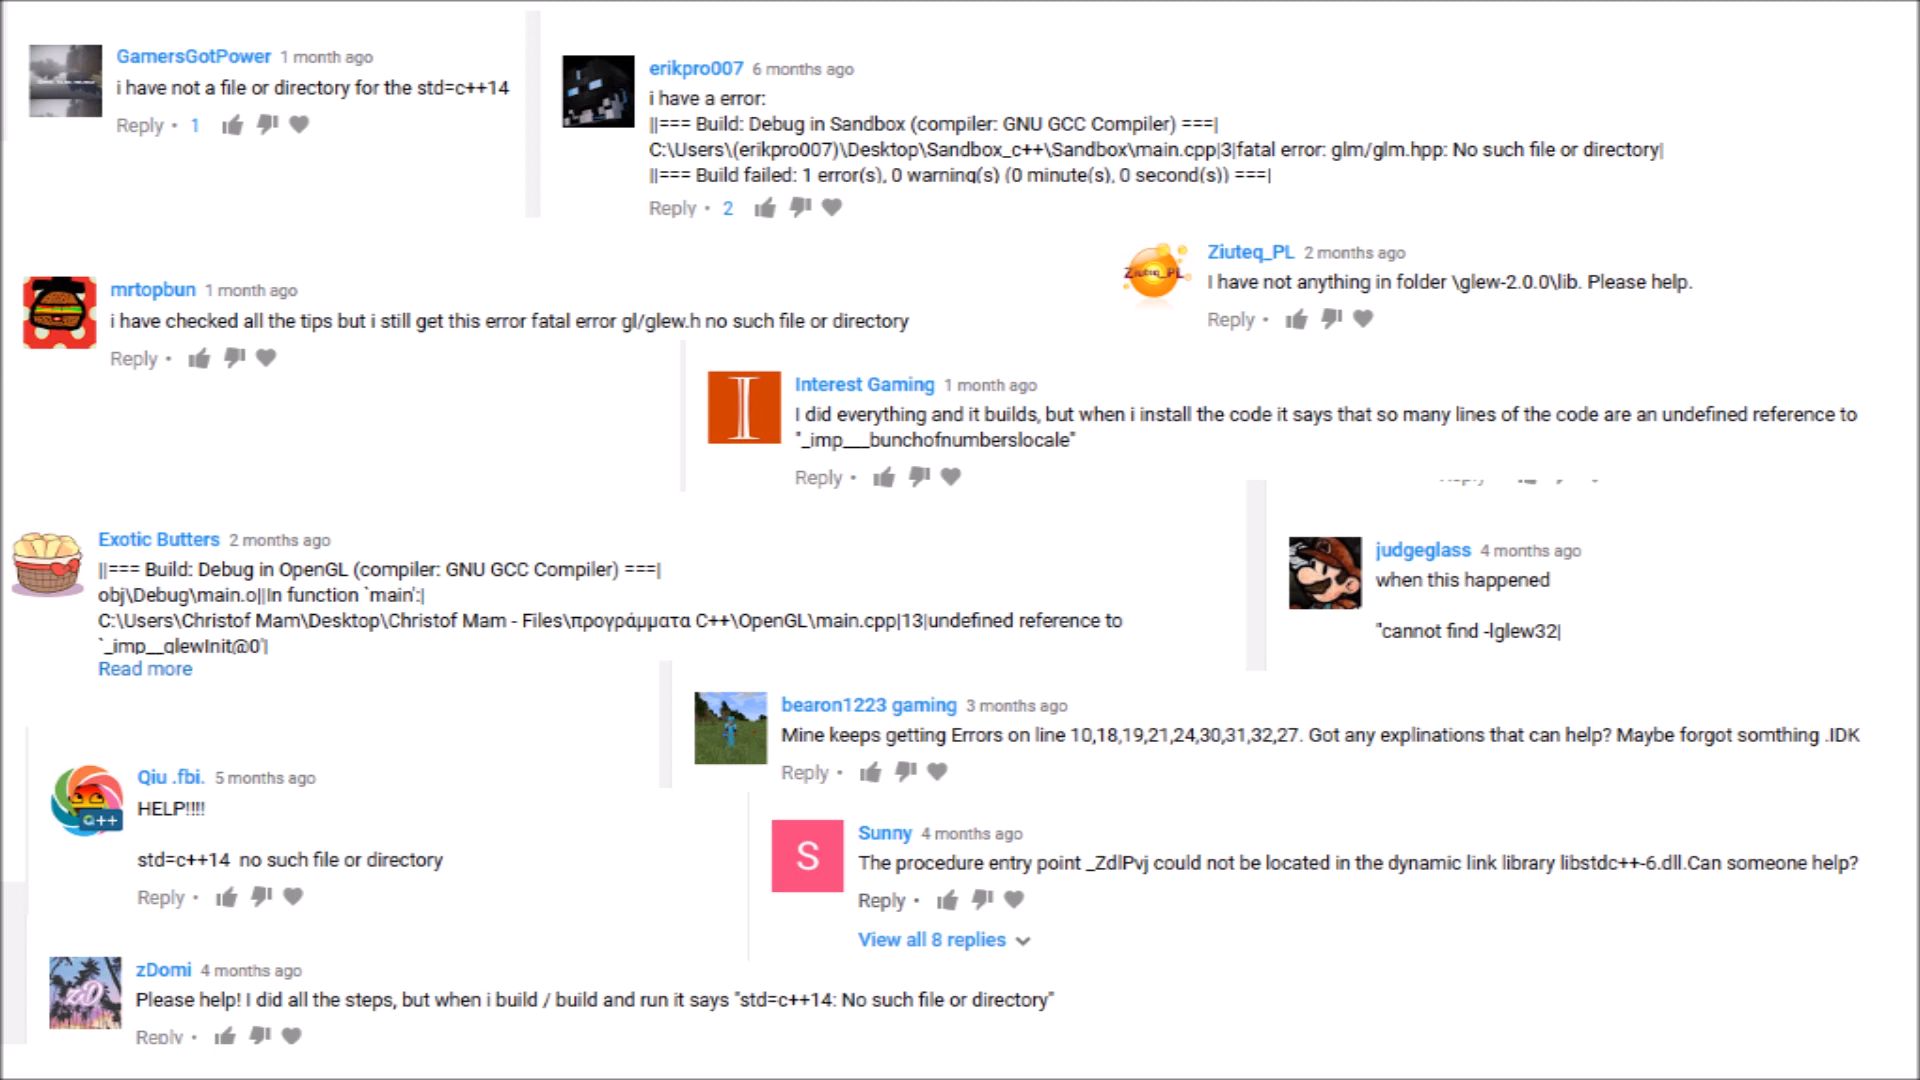 GamersGotPower 1 month ago
i have not a file or directory for the std=c++14
Reply • 1
erikpro007 6 months ago
i have a error:
||=== Build: Debug in Sandbox (compiler: GNU GCC Compiler) ===|
C:\Users\(erikpro007)\Desktop\Sandbox_c++\Sandbox\main.cpp|3|fatal error: glm/glm.hpp: No such file or directory|
||=== Build failed: 1 error(s), 0 warning(s) (0 minute(s), 0 second(s)) ===|
Reply • 2
Ziuteq_PL
Ziuteq_PL 2 months ago
I have not anything in folder \glew-2.0.0\lib. Please help.
Reply •
mrtopbun 1 month ago
i have checked all the tips but i still get this error fatal error gl/glew.h no such file or directory
Reply •
I
Interest Gaming 1 month ago
I did everything and it builds, but when i install the code it says that so many lines of the code are an undefined reference to
"_imp___bunchofnumberslocale"
Reply •
Exotic Butters 2 months ago
||=== Build: Debug in OpenGL (compiler: GNU GCC Compiler) ===|
obj\Debug\main.o||In function `main':|
C:\Users\Christof Mam\Desktop\Christof Mam - Files\προγράμματα C++\OpenGL\main.cpp|13|undefined reference to
`_imp__glewInit@0'|
Read more
judgeglass 4 months ago
when this happened
"cannot find -lglew32|
bearon1223 gaming 3 months ago
Mine keeps getting Errors on line 10,18,19,21,24,30,31,32,27. Got any explinations that can help? Maybe forgot somthing .IDK
Reply •
Q++
Qiu .fbi. 5 months ago
HELP!!!!
std=c++14 no such file or directory
Reply •
S
Sunny 4 months ago
The procedure entry point _ZdlPvj could not be located in the dynamic link library libstdc++-6.dll.Can someone help?
Reply •
View all 8 replies
zD
zDomi 4 months ago
Please help! I did all the steps, but when i build / build and run it says "std=c++14: No such file or directory"
Reply •